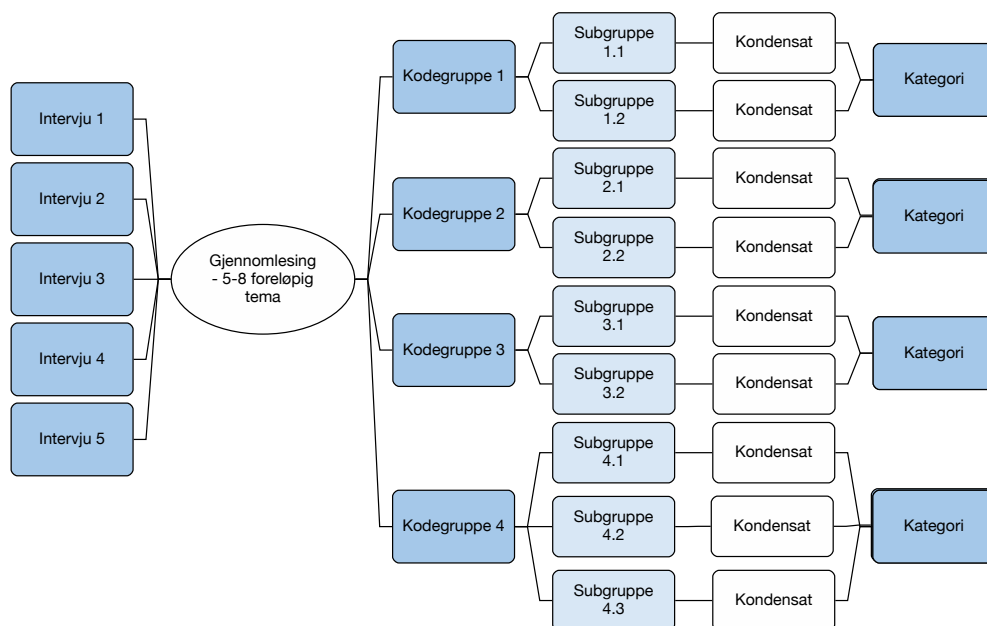 Intervju 1
Intervju 2
Intervju 3
Intervju 4
Intervju 5
Gjennomlesing
- 5-8 foreløpig
tema
Kodegruppe 1
Kodegruppe 2
Kodegruppe 3
Kodegruppe 4
Subgruppe
1.1
Subgruppe
1.2
Subgruppe
2.1
Subgruppe
2.2
Subgruppe
3.1
Subgruppe
3.2
Subgruppe
4.1
Subgruppe
4.2
Subgruppe
4.3
Kondensat
Kondensat
Kondensat
Kondensat
Kondensat
Kondensat
Kondensat
Kondensat
Kondensat
Kategori
Kategori
Kategori
Kategori